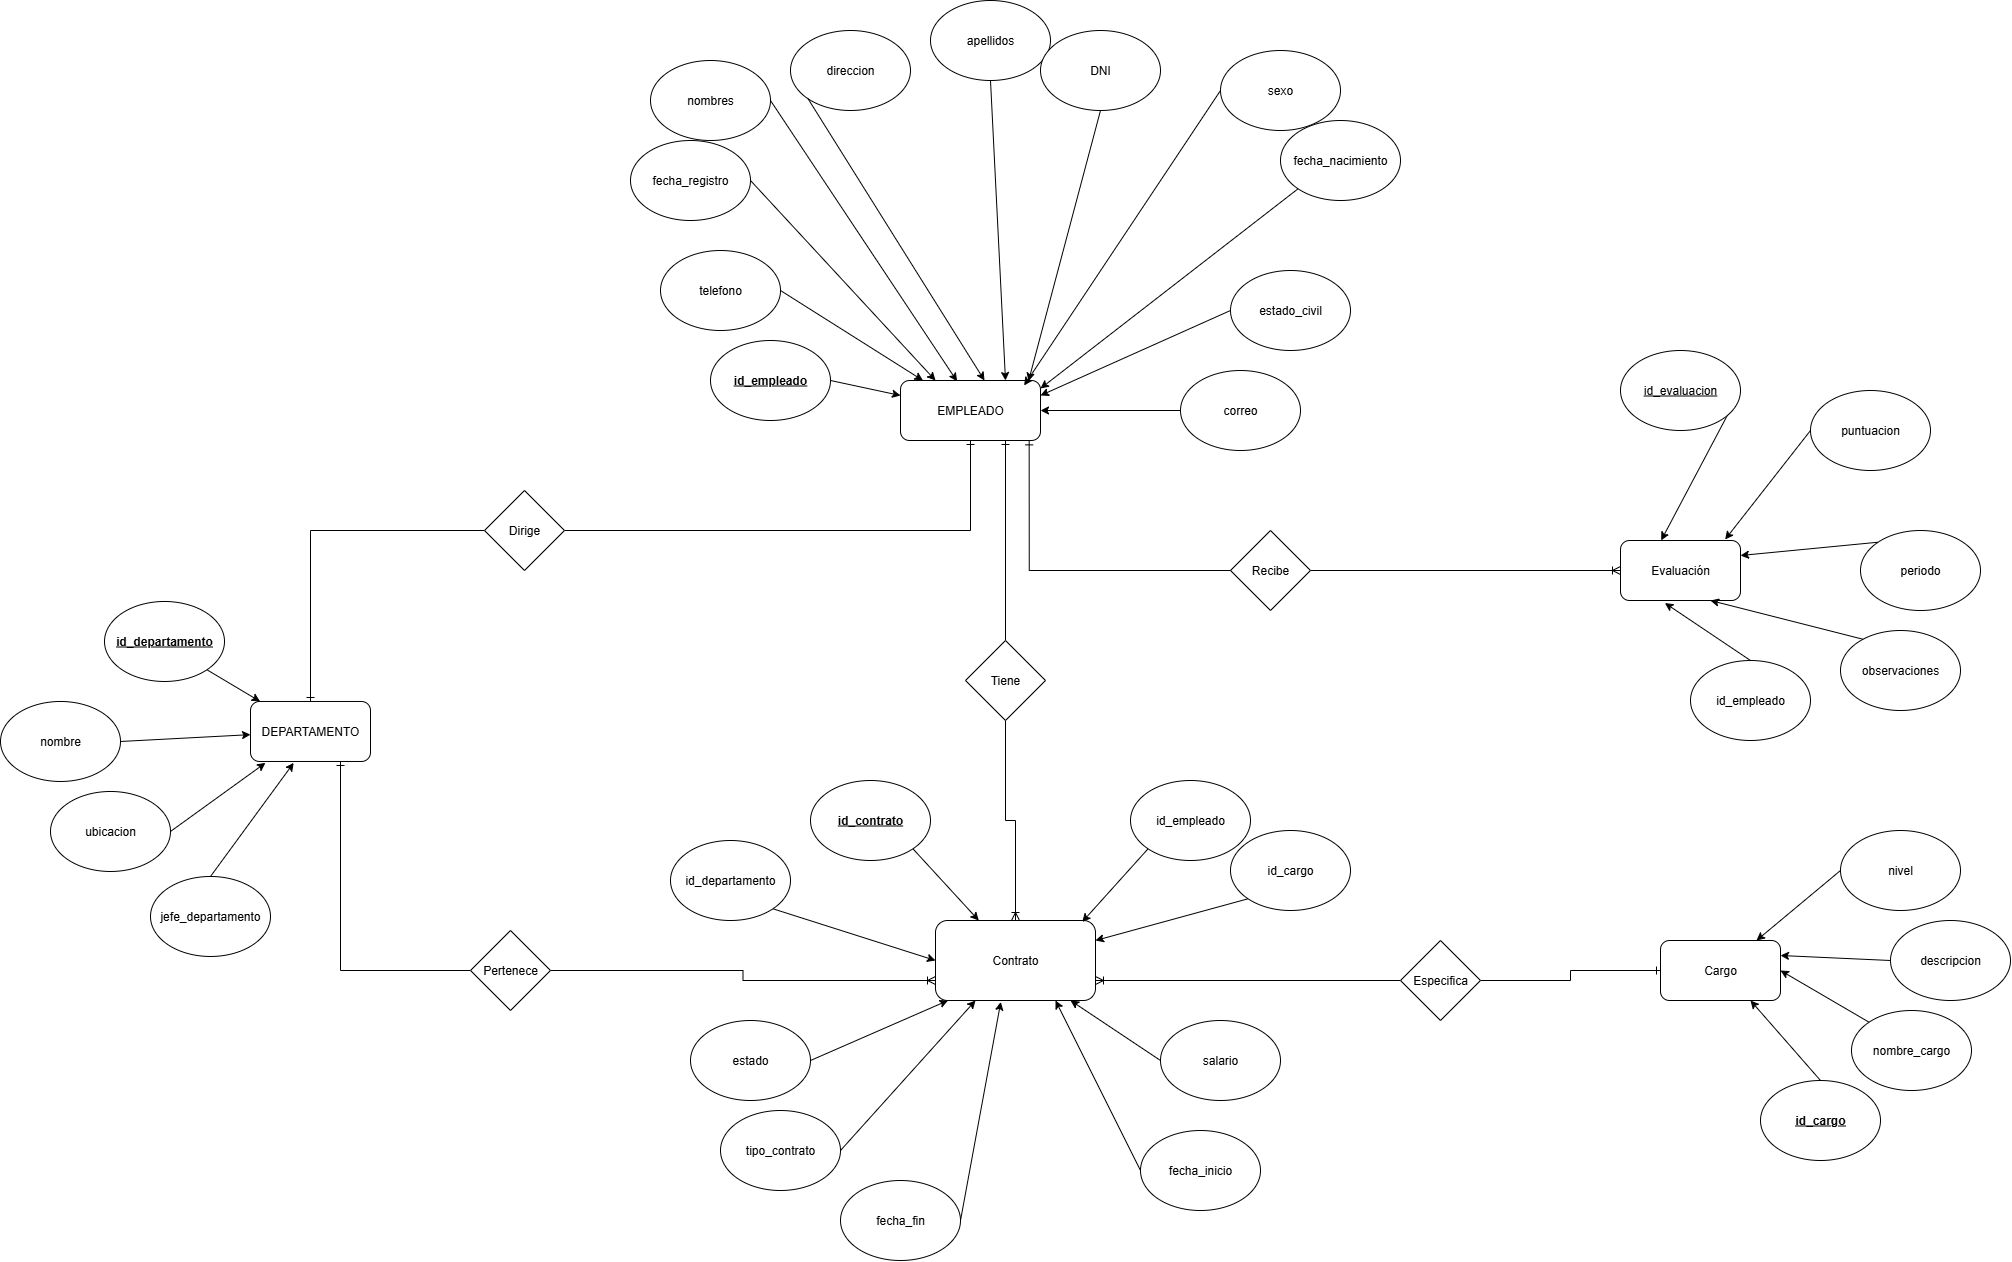 apellidos
direccion
DNI
sexo
nombres
fecha_nacimiento
fecha_registro
telefono
estado_civil
id_empleado
EMPLEADO
correo
id_evaluacion
puntuacion
Dirige
Recibe
Evaluación
periodo
id_departamento
Tiene
observaciones
id_empleado
nombre
DEPARTAMENTO
ubicacion
id_contrato
id_empleado
id_departamento
id_cargo
nivel
jefe_departamento
Contrato
descripcion
Pertenece
Especifica
Cargo
estado
salario
nombre_cargo
id_cargo
tipo_contrato
fecha_inicio
fecha_fin